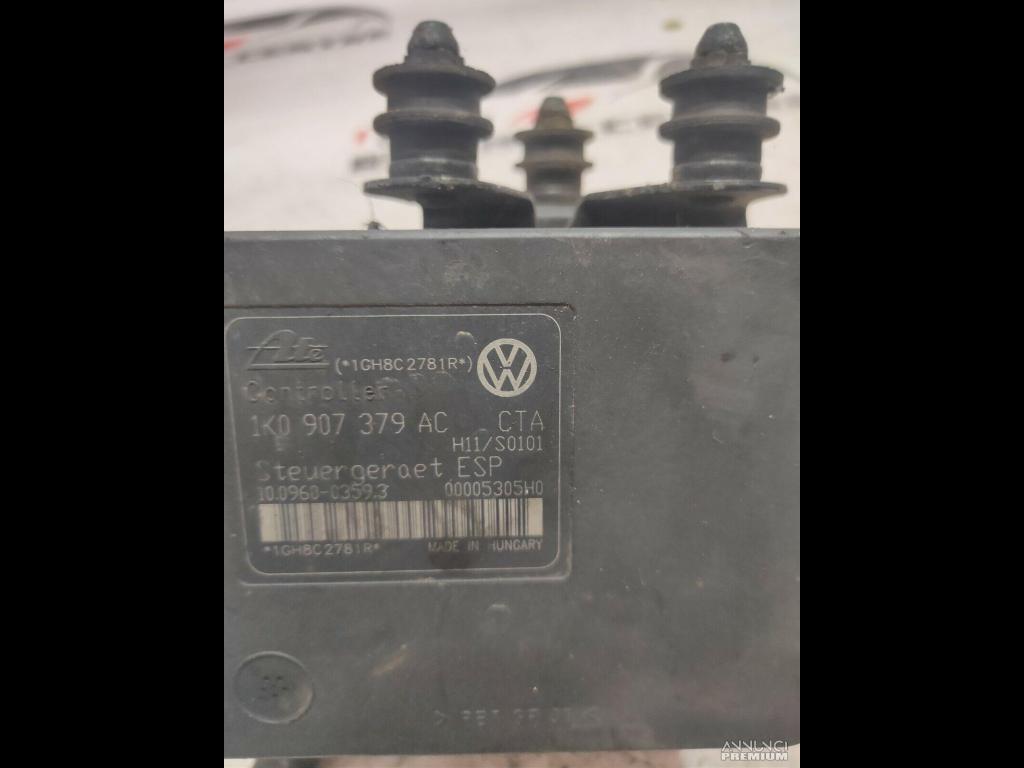 Ate (*1GH8C2781R*)
Controller
1K0 907 379 AC CTA
H11/S0101
Steuergeraet ESP
10.0960-0359.3 00005305H0
*1GH8C2781R*
MADE IN HUNGARY
ANNUNCI
PREMIUM